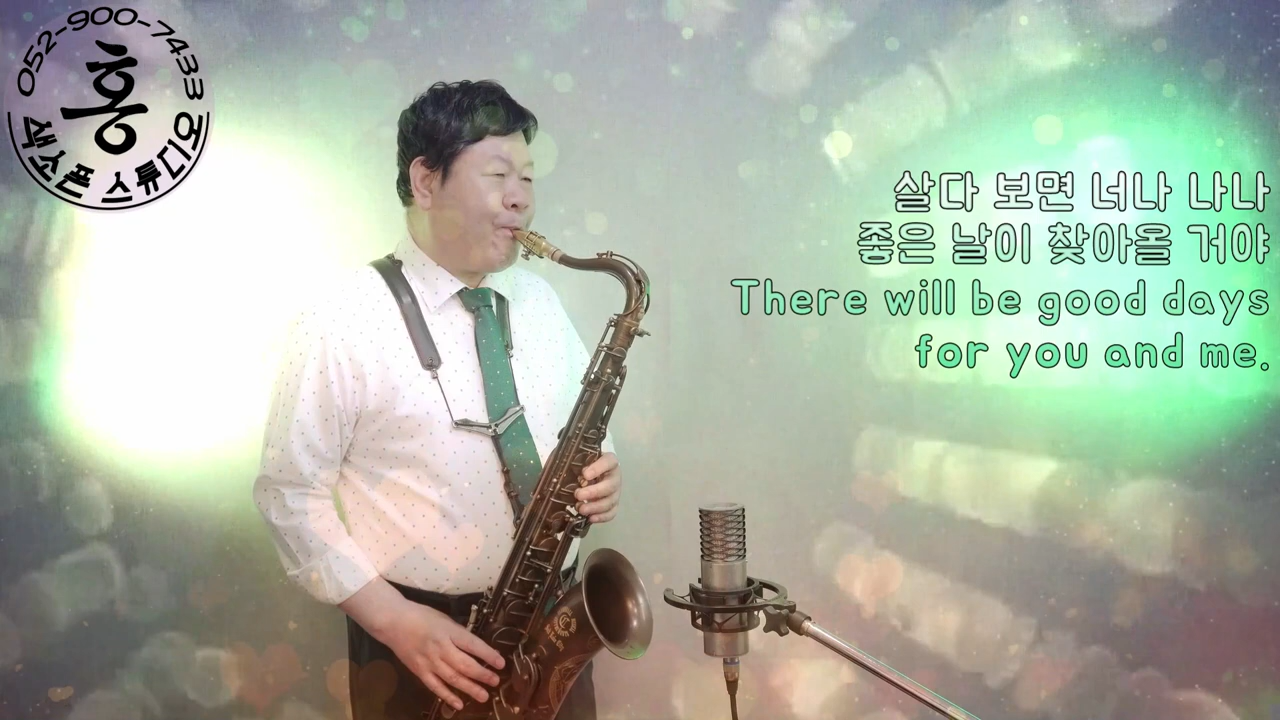 052-900-7433
홍
색소폰 스튜디오
살다 보면 너나 나나
좋은 날이 찾아올 거야
There will be good days
for you and me.